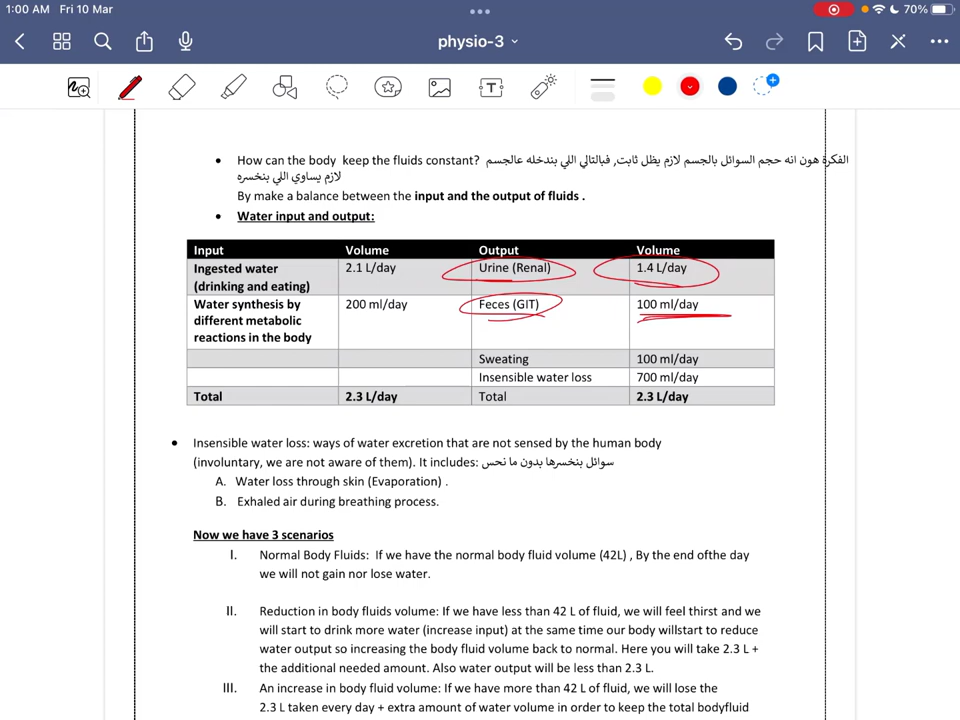 1:00 AM Fri 10 Mar
70%
physio-3
• How can the body keep the fluids constant? الفكرة هون انه حجم السوائل بالجسم لازم يظل ثابت, فبالتالي اللي بندخله عالجسم
لازم يساوي اللي بنخسره
By make a balance between the input and the output of fluids .
• Water input and output:
Input Volume Output Volume
Ingested water 2.1 L/day Urine (Renal) 1.4 L/day
(drinking and eating)
Water synthesis by 200 ml/day Feces (GIT) 100 ml/day
different metabolic
reactions in the body
Sweating 100 ml/day
Insensible water loss 700 ml/day
Total 2.3 L/day Total 2.3 L/day
• Insensible water loss: ways of water excretion that are not sensed by the human body
(involuntary, we are not aware of them). It includes: سوائل بنخسرها بدون ما نحس
A. Water loss through skin (Evaporation) .
B. Exhaled air during breathing process.
Now we have 3 scenarios
I. Normal Body Fluids: If we have the normal body fluid volume (42L) , By the end ofthe day
we will not gain nor lose water.
II. Reduction in body fluids volume: If we have less than 42 L of fluid, we will feel thirst and we
will start to drink more water (increase input) at the same time our body willstart to reduce
water output so increasing the body fluid volume back to normal. Here you will take 2.3 L +
the additional needed amount. Also water output will be less than 2.3 L.
III. An increase in body fluid volume: If we have more than 42 L of fluid, we will lose the
2.3 L taken every day + extra amount of water volume in order to keep the total bodyfluid